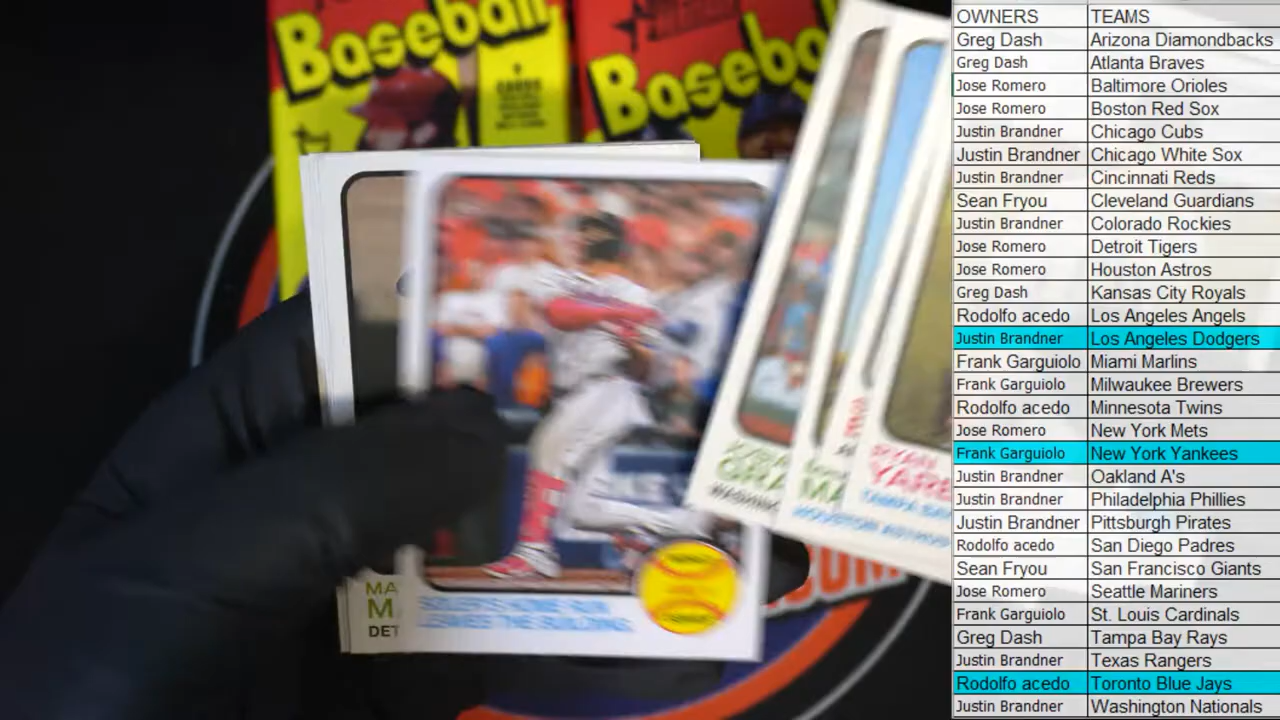 Baseball
Baseball
OWNERS TEAMS
Greg Dash Arizona Diamondbacks
Greg Dash Atlanta Braves
Jose Romero Baltimore Orioles
Jose Romero Boston Red Sox
Justin Brandner Chicago Cubs
Justin Brandner Chicago White Sox
Justin Brandner Cincinnati Reds
Sean Fryou Cleveland Guardians
Justin Brandner Colorado Rockies
Jose Romero Detroit Tigers
Jose Romero Houston Astros
Greg Dash Kansas City Royals
Rodolfo acedo Los Angeles Angels
Justin Brandner Los Angeles Dodgers
Frank Garguiolo Miami Marlins
Frank Garguiolo Milwaukee Brewers
Rodolfo acedo Minnesota Twins
Jose Romero New York Mets
Frank Garguiolo New York Yankees
Justin Brandner Oakland A's
Justin Brandner Philadelphia Phillies
Justin Brandner Pittsburgh Pirates
Rodolfo acedo San Diego Padres
Sean Fryou San Francisco Giants
Jose Romero Seattle Mariners
Frank Garguiolo St. Louis Cardinals
Greg Dash Tampa Bay Rays
Justin Brandner Texas Rangers
Rodolfo acedo Toronto Blue Jays
Justin Brandner Washington Nationals
MA
M
DET
LEAVES THE BUILDING